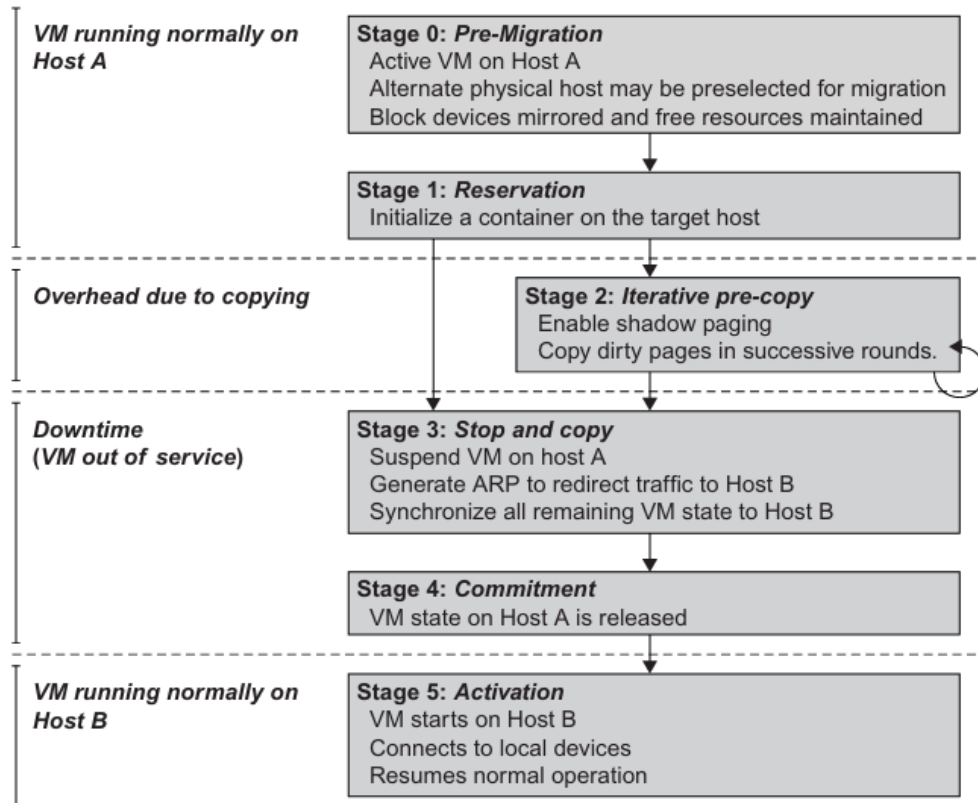 VM running normally on
Host A
Stage 0: Pre-Migration
Active VM on Host A
Alternate physical host may be preselected for migration
Block devices mirrored and free resources maintained
Stage 1: Reservation
Initialize a container on the target host
Overhead due to copying
Stage 2: Iterative pre-copy
Enable shadow paging
Copy dirty pages in successive rounds.
Downtime
(VM out of service)
Stage 3: Stop and copy
Suspend VM on host A
Generate ARP to redirect traffic to Host B
Synchronize all remaining VM state to Host B
Stage 4: Commitment
VM state on Host A is released
VM running normally on
Host B
Stage 5: Activation
VM starts on Host B
Connects to local devices
Resumes normal operation